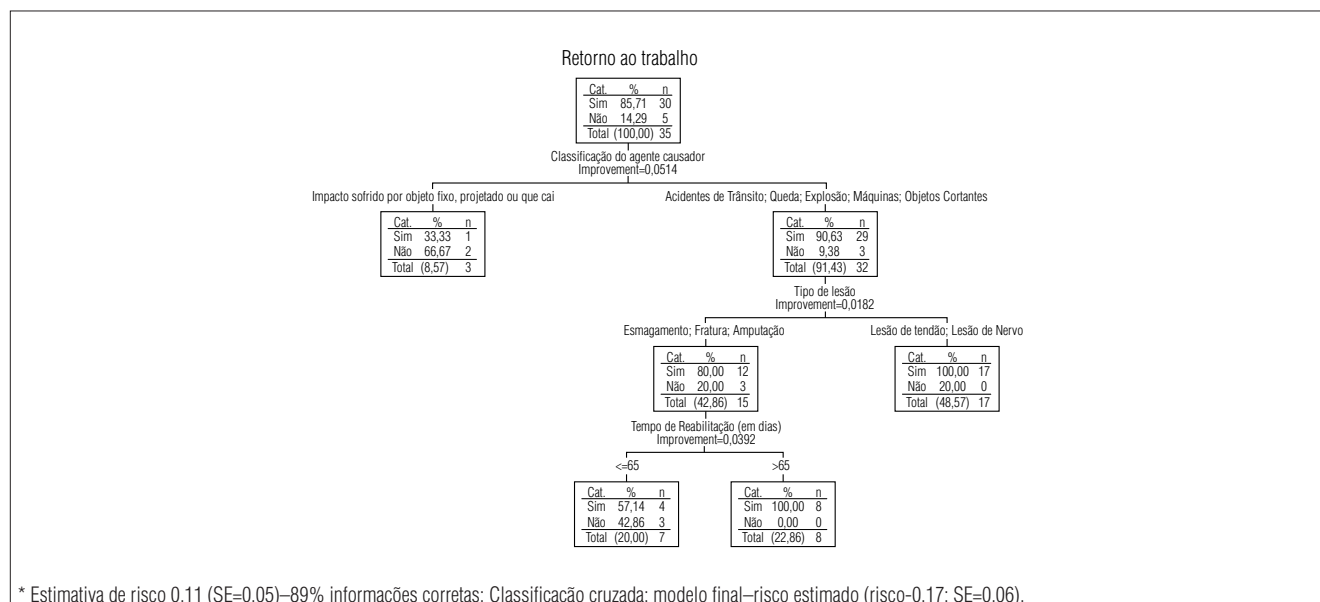 Retorno ao trabalho
Cat. % n
Sim 85,71 30
Não 14,29 5
Total (100,00) 35
Classificação do agente causador
Improvement=0,0514
Impacto sofrido por objeto fixo, projetado ou que cai
Cat. % n
Sim 33,33 1
Não 66,67 2
Total (8,57) 3
Acidentes de Trânsito; Queda; Explosão; Máquinas; Objetos Cortantes
Cat. % n
Sim 90,63 29
Não 9,38 3
Total (91,43) 32
Tipo de lesão
Improvement=0,0182
Esmagamento; Fratura; Amputação
Cat. % n
Sim 80,00 12
Não 20,00 3
Total (42,86) 15
Lesão de tendão; Lesão de Nervo
Cat. % n
Sim 100,00 17
Não 20,00 0
Total (48,57) 17
Tempo de Reabilitação (em dias)
Improvement=0,0392
<=65
Cat. % n
Sim 57,14 4
Não 42,86 3
Total (20,00) 7
>65
Cat. % n
Sim 100,00 8
Não 0,00 0
Total (22,86) 8
* Estimativa de risco 0,11 (SE=0,05)–89% informações corretas; Classificação cruzada: modelo final–risco estimado (risco-0,17; SE=0,06).